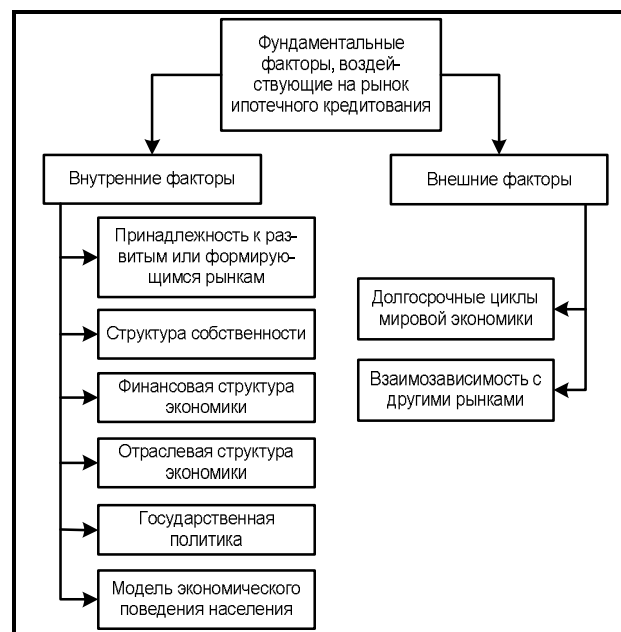 Фундаментальные
факторы, воздей-
ствующие на рынок
ипотечного кредитования
Внутренние факторы
Внешние факторы
Принадлежность к раз-
витым или формирую-
щимся рынкам
Структура собственности
Финансовая структура
экономики
Отраслевая структура
экономики
Государственная
политика
Модель экономического
поведения населения
Долгосрочные циклы
мировой экономики
Взаимозависимость с
другими рынками